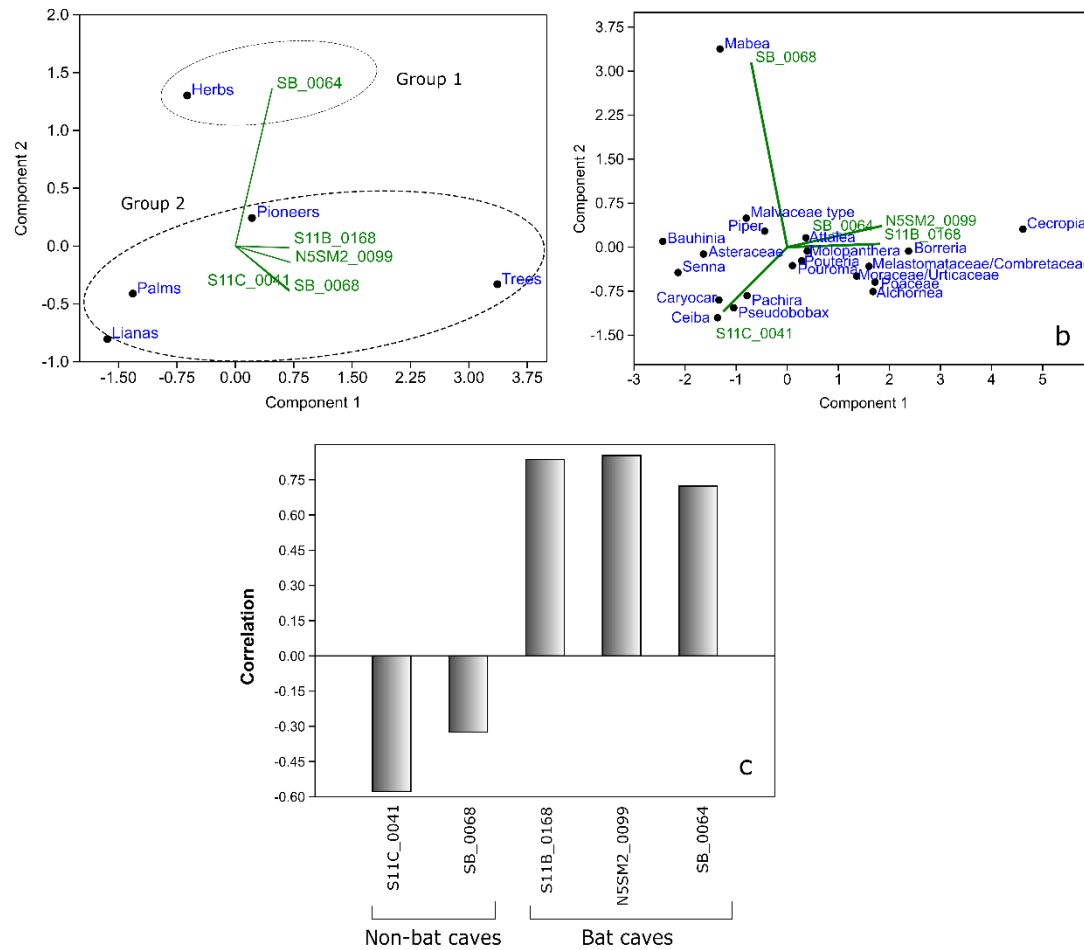 2.0
1.5
1.0
0.5
0.0
-0.5
-1.0
Component 2
Herbs
SB_0064
Group 1
Group 2
Pioneers
S11B_0168
N5SM2_0099
S11C_0041
SB_0068
Palms
Trees
Lianas
-1.50
-0.75
0.00
0.75
1.50
2.25
3.00
3.75
Component 1
3.75
3.00
2.25
1.50
0.75
0.00
-0.75
-1.50
Component 2
Mabea
SB_0068
Malvaceae type
Piper
SB_0064
N5SM2_0099
S11B_0168
Cecropia
Bauhinia
Attalea
Asteraceae
Molopanthera
Borreria
Senna
Pouteria
Pouroma
Melastomataceae/Combretaceae
Moraceae/Urticaceae
Poaceae
Alchornea
Caryocar
Pachira
Ceiba
Pseudobobax
S11C_0041
b
-3
-2
-1
0
1
2
3
4
5
Component 1
0.75
0.60
0.45
0.30
0.15
0.00
-0.15
-0.30
-0.45
-0.60
Correlation
c
S11C_0041
SB_0068
S11B_0168
N5SM2_0099
SB_0064
Non-bat caves
Bat caves